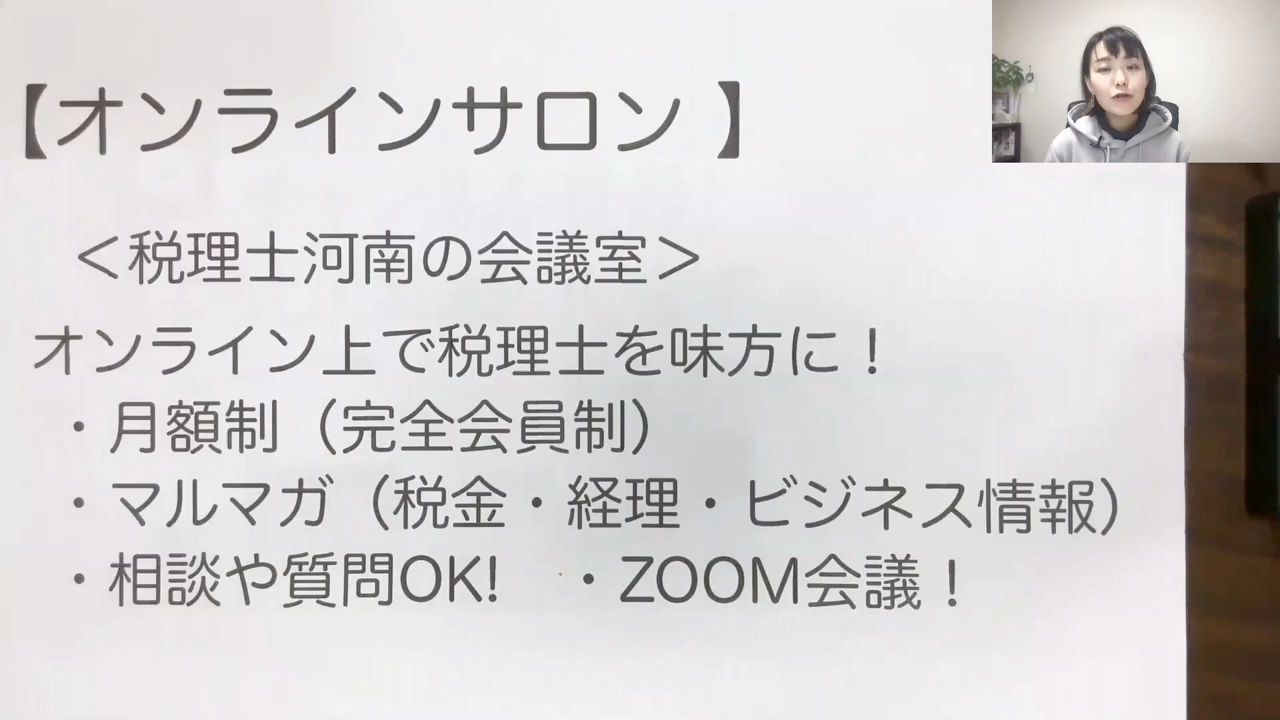 【オンラインサロン 】
＜税理士河南の会議室＞
オンライン上で税理士を味方に！
・月額制（完全会員制）
・マルマガ（税金・経理・ビジネス情報）
・相談や質問OK!　・ZOOM会議！